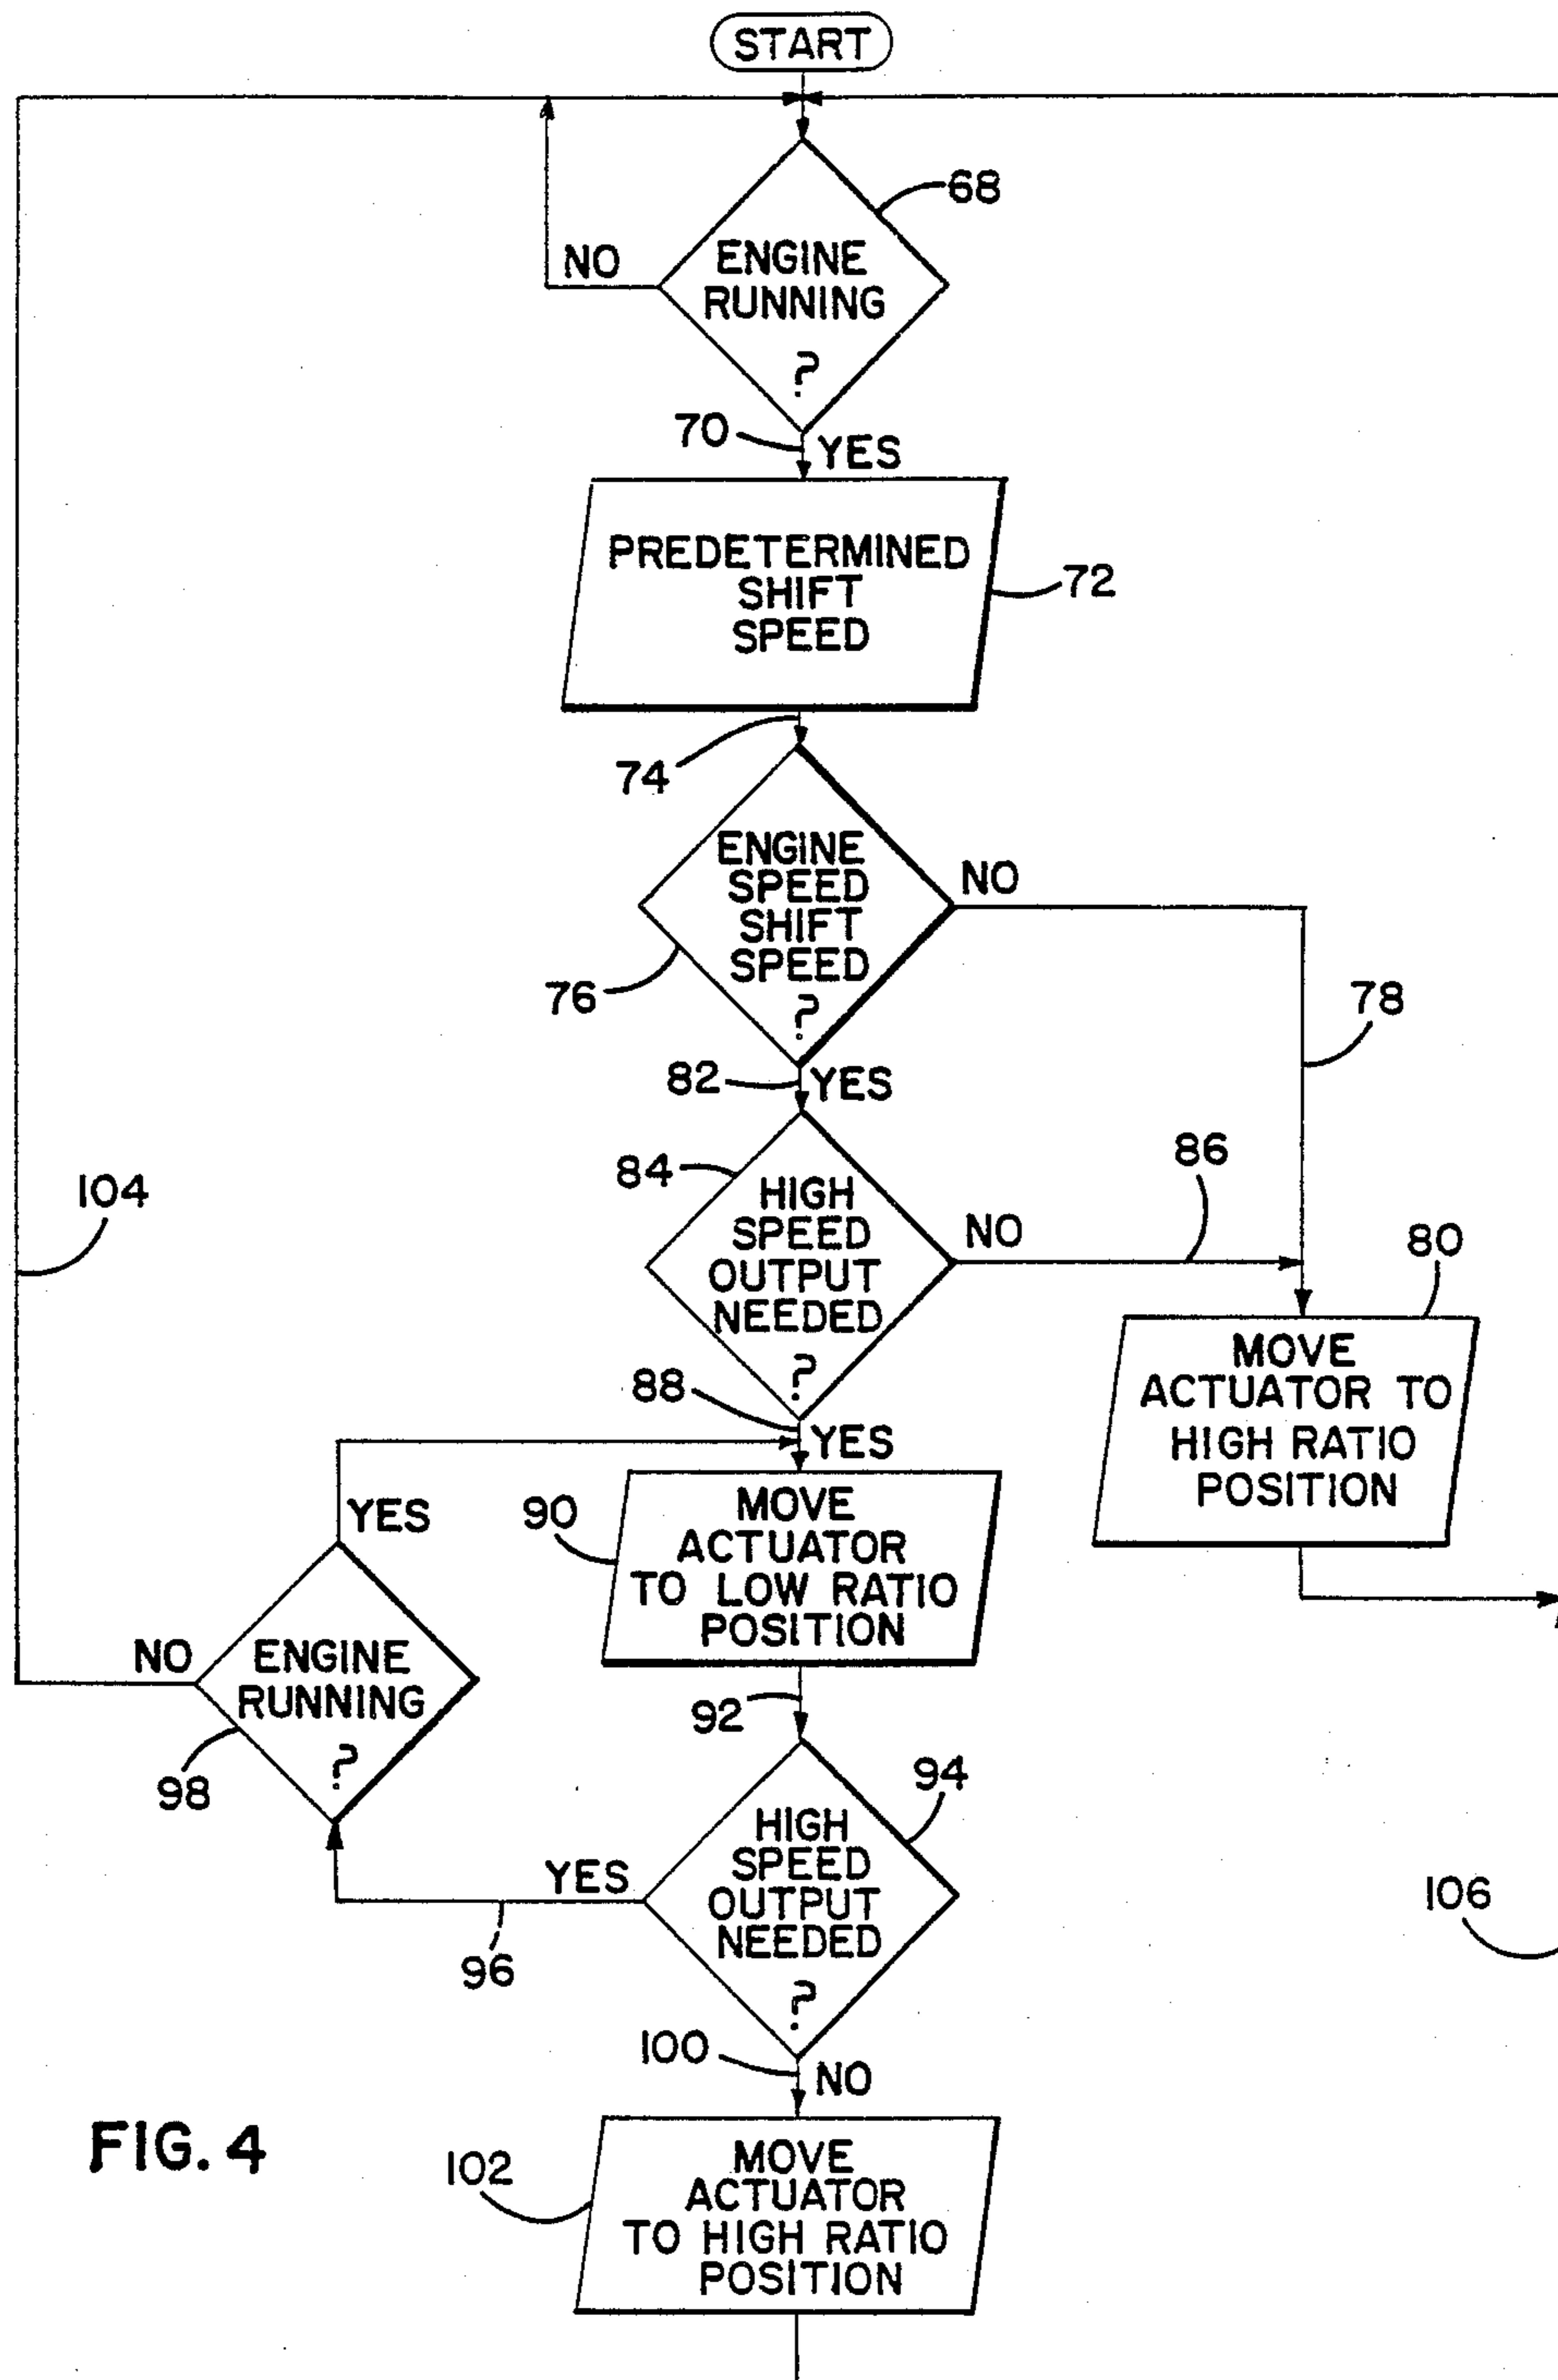 START
68
NO
ENGINE
RUNNING
?
70
YES
PREDETERMINED
SHIFT
SPEED
72
74
ENGINE
SPEED
SHIFT
SPEED
?
NO
76
78
82
YES
84
HIGH
SPEED
OUTPUT
NEEDED
?
NO
86
80
104
MOVE
ACTUATOR TO
HIGH RATIO
POSITION
88
YES
YES
90
MOVE
ACTUATOR
TO LOW RATIO
POSITION
NO
ENGINE
RUNNING
?
98
92
94
HIGH
SPEED
OUTPUT
NEEDED
?
YES
96
106
100
NO
FIG. 4
102
MOVE
ACTUATOR
TO HIGH RATIO
POSITION